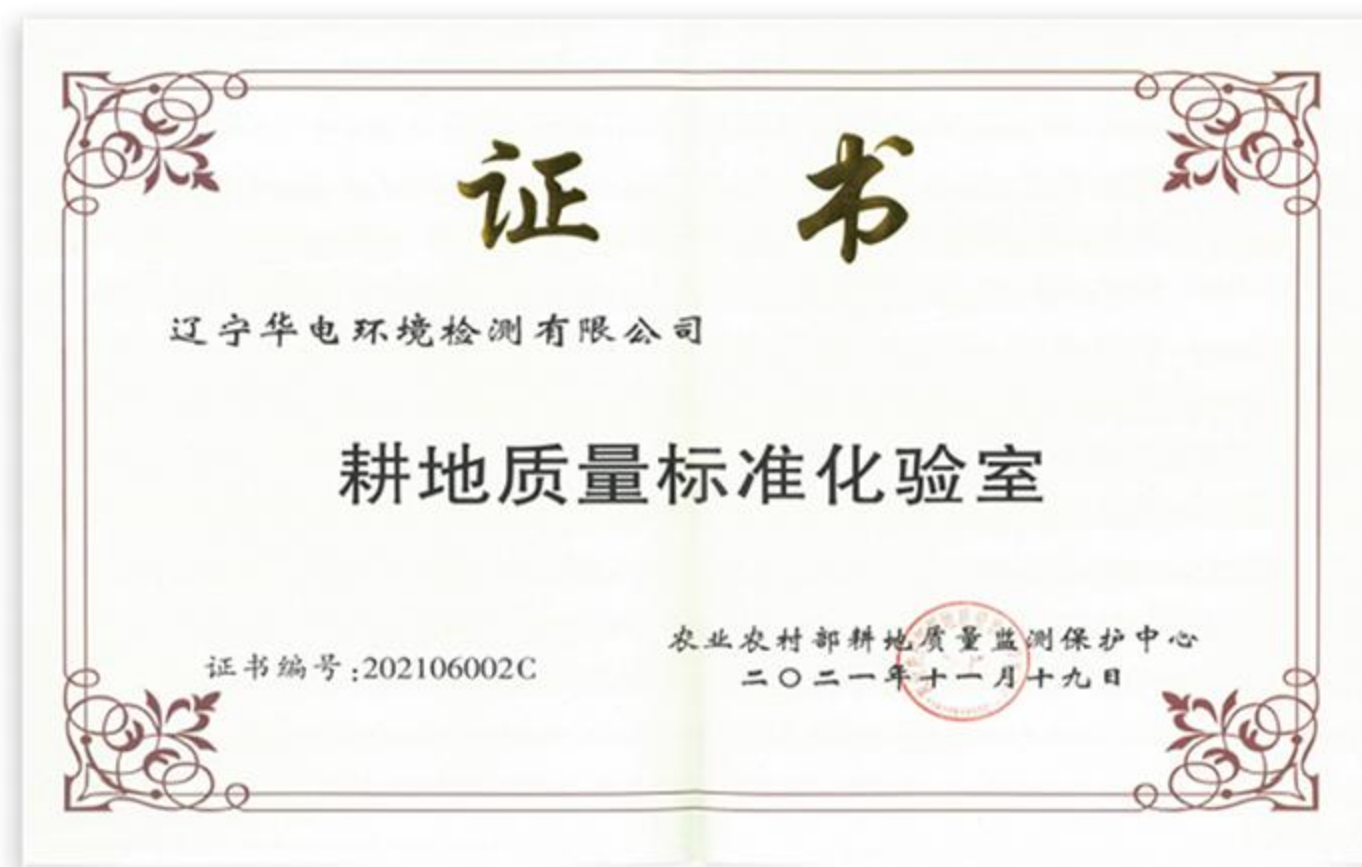 证 书
辽宁华电环境检测有限公司
耕地质量标准化验室
证书编号:202106002C
农业农村部耕地质量监测保护中心
二〇二一年十一月十九日